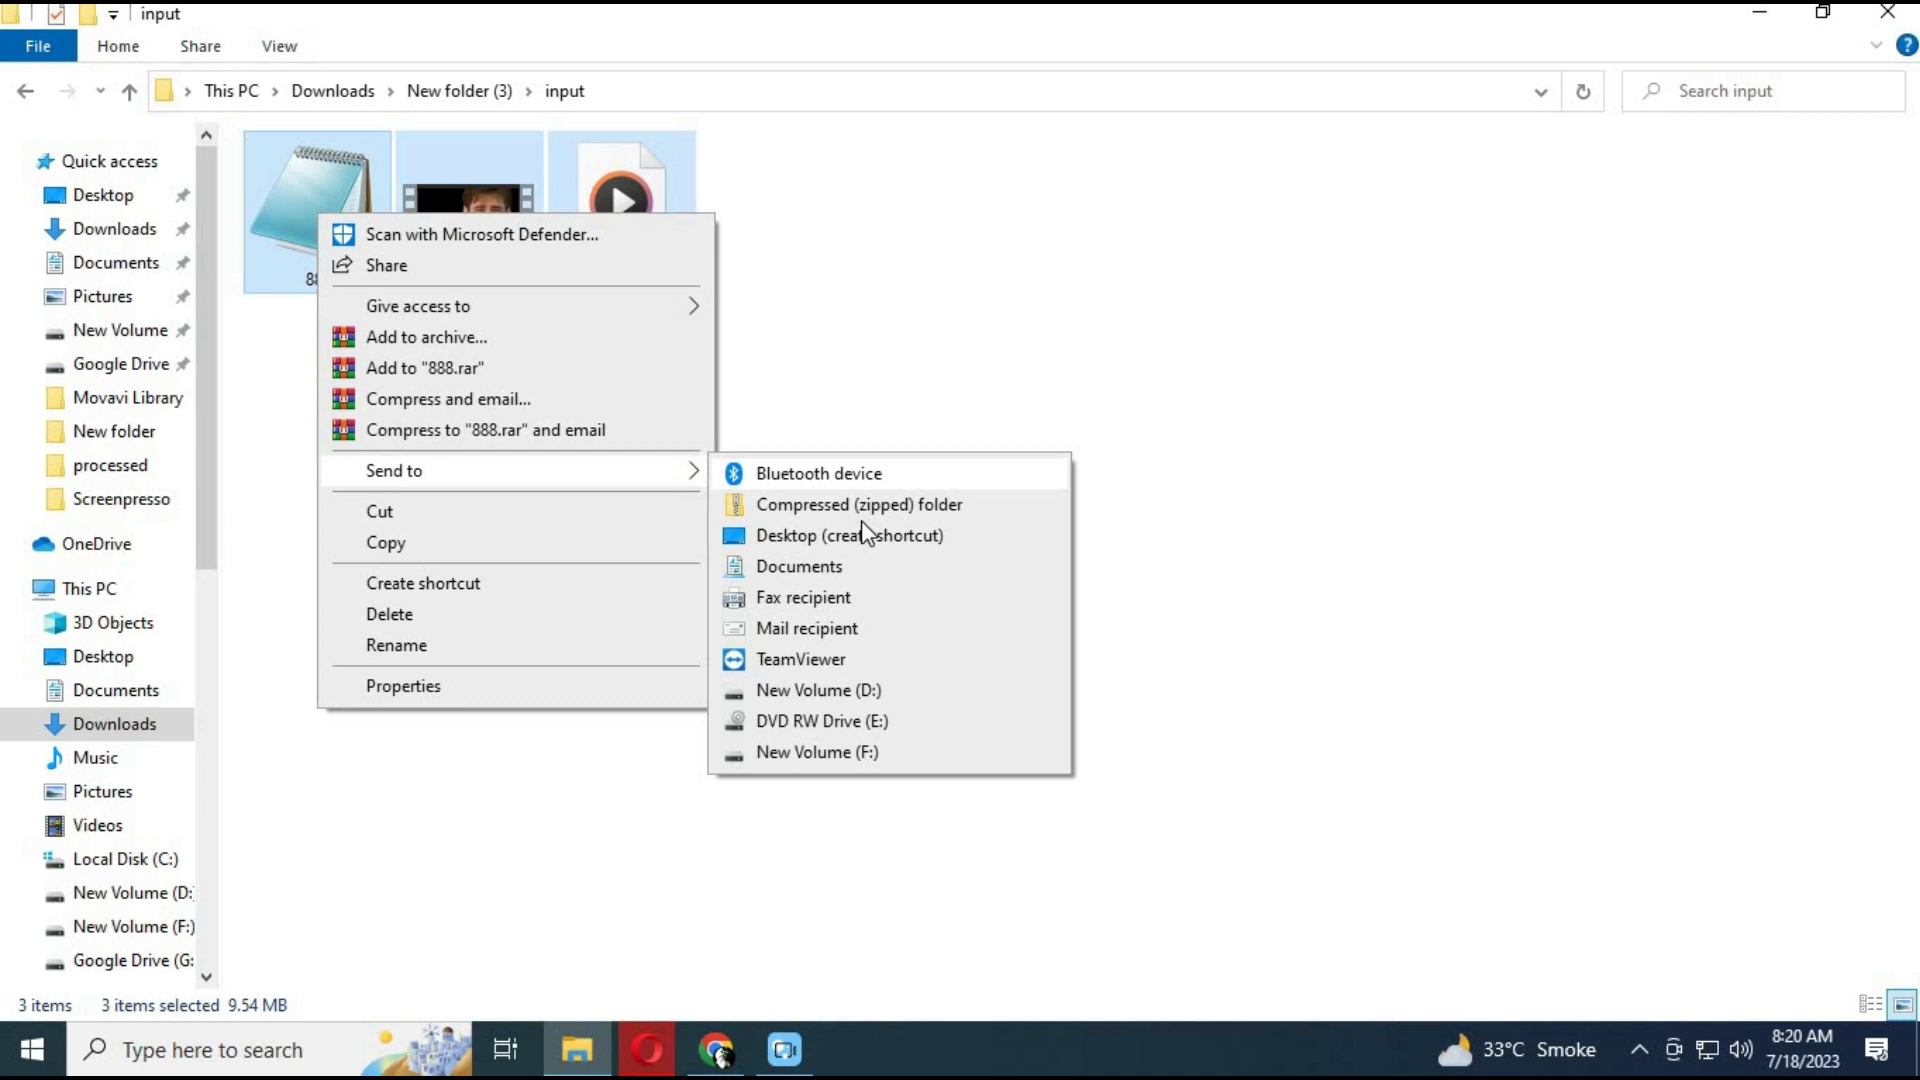 input
File
Home
Share
View
This PC
Downloads
New folder (3)
input
Search input
Quick access
Desktop
Downloads
Documents
Pictures
New Volume
Google Drive
Movavi Library
New folder
processed
Screenpresso
OneDrive
This PC
3D Objects
Desktop
Documents
Downloads
Music
Pictures
Videos
Local Disk (C:)
New Volume (D:
New Volume (F:)
Google Drive (G:
Scan with Microsoft Defender...
Share
Give access to
Add to archive...
Add to "888.rar"
Compress and email...
Compress to "888.rar" and email
Send to
Cut
Copy
Create shortcut
Delete
Rename
Properties
Bluetooth device
Compressed (zipped) folder
Desktop (create shortcut)
Documents
Fax recipient
Mail recipient
TeamViewer
New Volume (D:)
DVD RW Drive (E:)
New Volume (F:)
3 items
3 items selected 9.54 MB
Type here to search
33°C Smoke
8:20 AM
7/18/2023